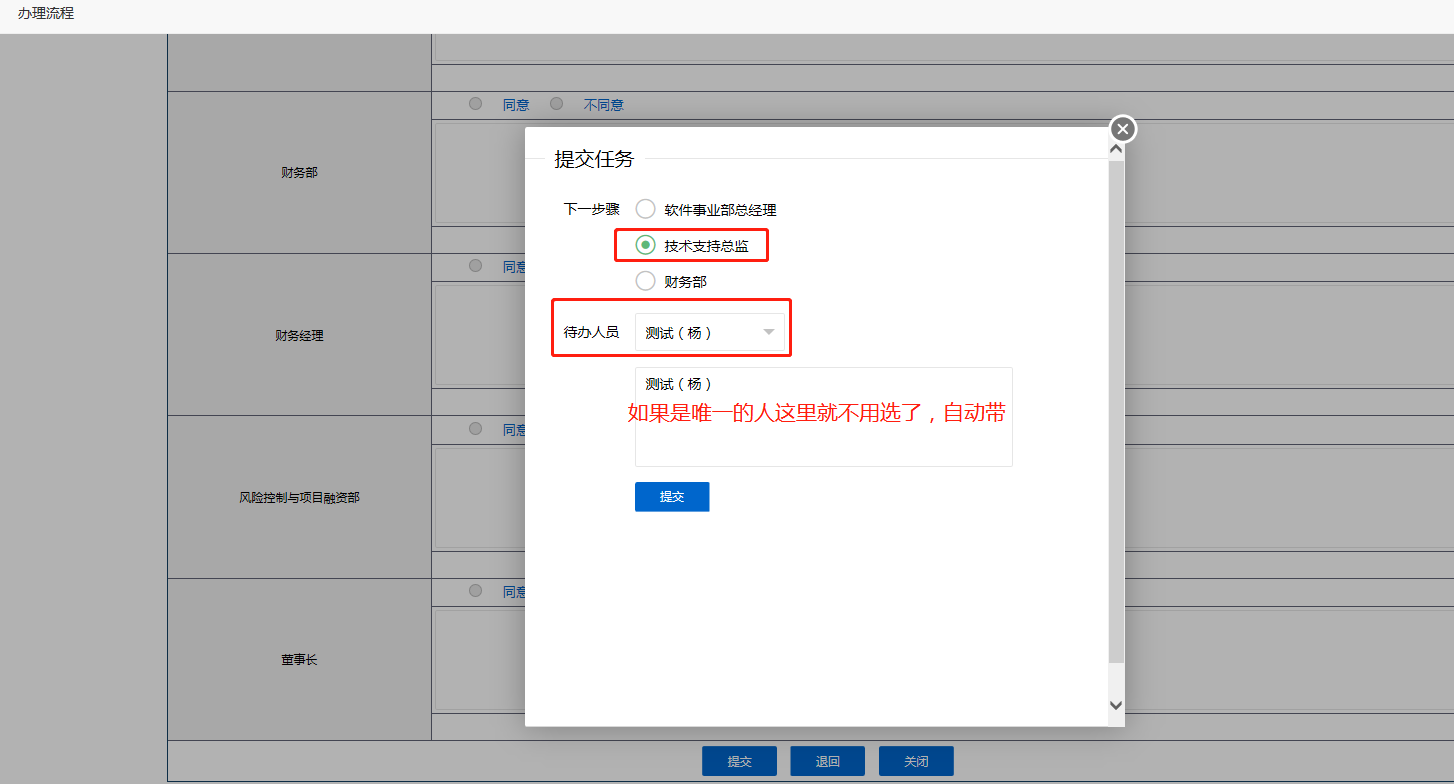 办理流程
同意 不同意
财务部
提交任务
下一步骤 软件事业部总经理
技术支持总监
同意
财务部
待办人员 测试（杨）
财务经理
测试（杨）
如果是唯一的人这里就不用选了，自动带
同意
风险控制与项目融资部
提交
同意
董事长
提交 退回 关闭